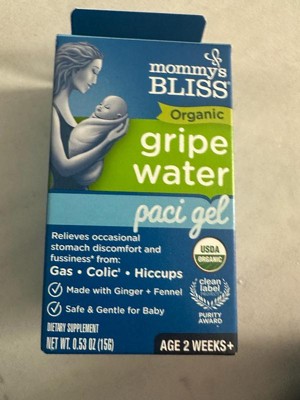 mommy's
BLISS®
Organic
gripe
water
paci gel
Relieves occasional
stomach discomfort and
fussiness* from:
Gas • Colic‡ • Hiccups
USDA
ORGANIC
Made with Ginger + Fennel
Safe & Gentle for Baby
clean
label
PURITY
AWARD
DIETARY SUPPLEMENT
NET WT. 0.53 OZ (15G)
AGE 2 WEEKS+